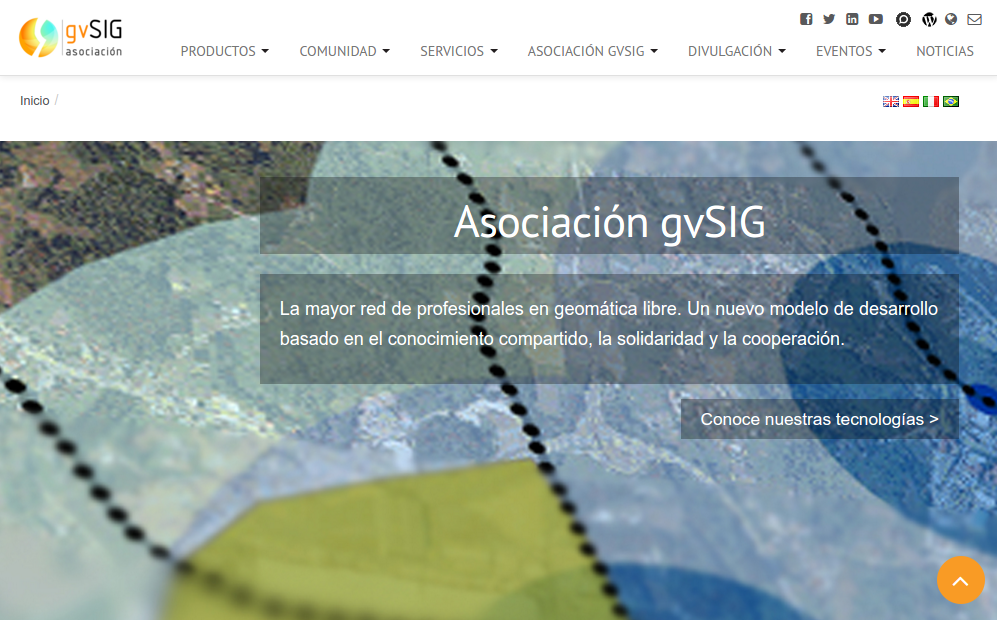 gvSIG
asociación
PRODUCTOS COMUNIDAD SERVICIOS ASOCIACIÓN GVSIG DIVULGACIÓN EVENTOS NOTICIAS
Inicio /
Asociación gvSIG
La mayor red de profesionales en geomática libre. Un nuevo modelo de desarrollo
basado en el conocimiento compartido, la solidaridad y la cooperación.
Conoce nuestras tecnologías >